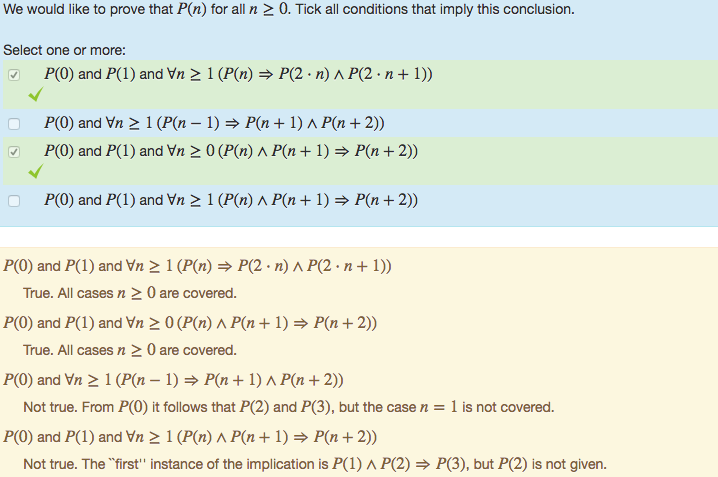 We would like to prove that P(n) for all n ≥ 0. Tick all conditions that imply this conclusion.
Select one or more:
P(0) and P(1) and ∀n ≥ 1 (P(n) ⇒ P(2 · n) ∧ P(2 · n + 1))
P(0) and ∀n ≥ 1 (P(n − 1) ⇒ P(n + 1) ∧ P(n + 2))
P(0) and P(1) and ∀n ≥ 0 (P(n) ∧ P(n + 1) ⇒ P(n + 2))
P(0) and P(1) and ∀n ≥ 1 (P(n) ∧ P(n + 1) ⇒ P(n + 2))
P(0) and P(1) and ∀n ≥ 1 (P(n) ⇒ P(2 · n) ∧ P(2 · n + 1))
True. All cases n ≥ 0 are covered.
P(0) and P(1) and ∀n ≥ 0 (P(n) ∧ P(n + 1) ⇒ P(n + 2))
True. All cases n ≥ 0 are covered.
P(0) and ∀n ≥ 1 (P(n − 1) ⇒ P(n + 1) ∧ P(n + 2))
Not true. From P(0) it follows that P(2) and P(3), but the case n = 1 is not covered.
P(0) and P(1) and ∀n ≥ 1 (P(n) ∧ P(n + 1) ⇒ P(n + 2))
Not true. The ``first'' instance of the implication is P(1) ∧ P(2) ⇒ P(3), but P(2) is not given.